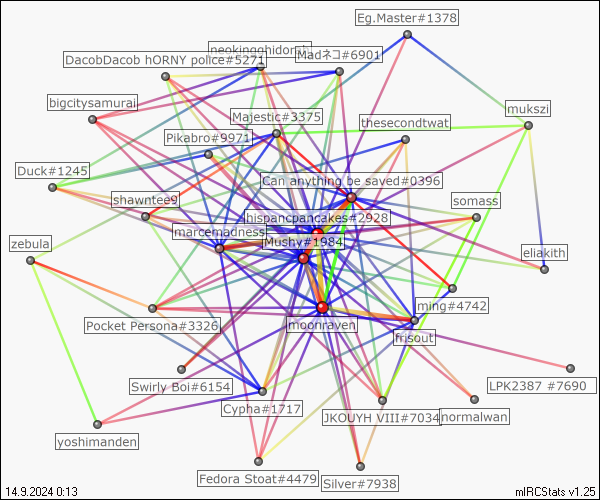 Eg.Master#1378
neokingghidorah
Madネコ#6901
DacobDacob hORNY police#5271
bigcitysamurai
mukszi
Majestic#3375
thesecondtwat
Pikabro#9971
Duck#1245
Can anything be saved#0396
shawntee9
somass
hispancpancakes#2928
marcemadness
Mushy#1984
zebula
eliakith
ming#4742
Pocket Persona#3326
moonraven
frisout
Swirly Boi#6154
LPK2387 #7690
Cypha#1717
JKOUYH VIII#7034
normalwan
yoshimanden
Fedora Stoat#4479
Silver#7938
14.9.2024 0:13
mIRCStats v1.25